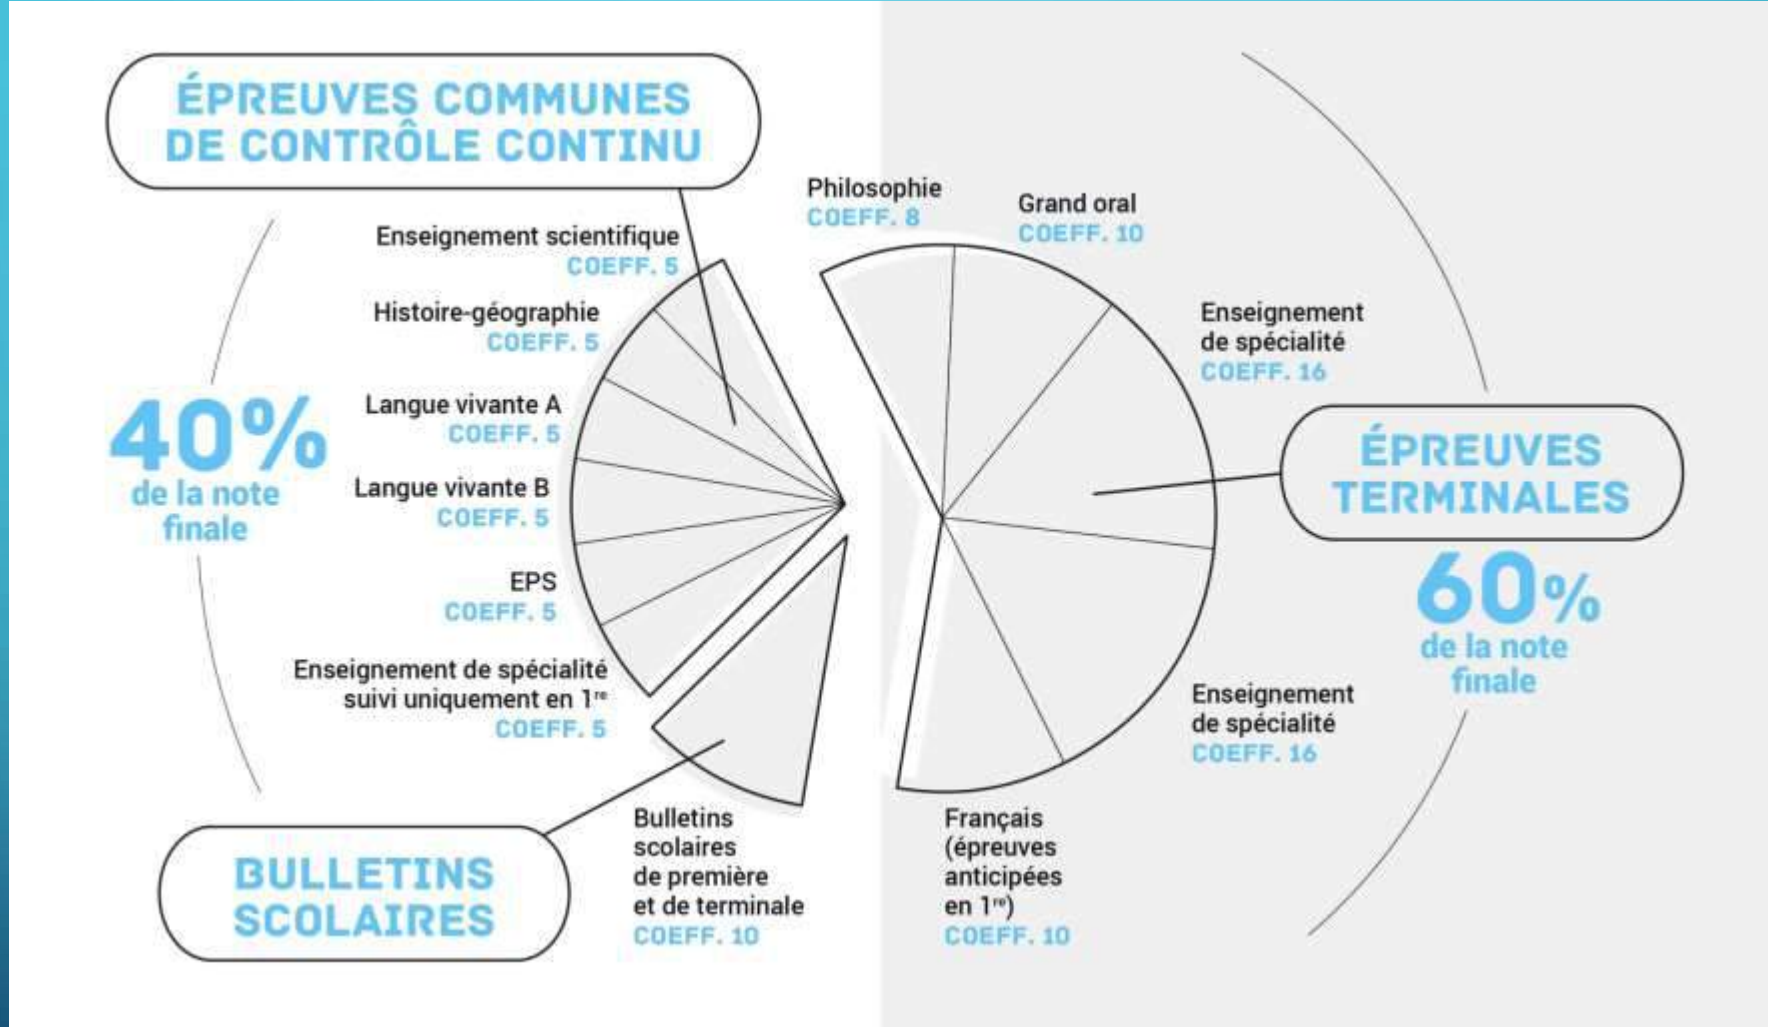 ÉPREUVES COMMUNES
DE CONTRÔLE CONTINU
Enseignement scientifique
COEFF. 5
Histoire-géographie
COEFF. 5
Langue vivante A
COEFF. 5
Langue vivante B
COEFF. 5
EPS
COEFF. 5
Enseignement de spécialité
suivi uniquement en 1re
COEFF. 5
40%
de la note
finale
BULLETINS
SCOLAIRES
Bulletins
scolaires
de première
et de terminale
COEFF. 10
Philosophie
COEFF. 8
Grand oral
COEFF. 10
Enseignement
de spécialité
COEFF. 16
ÉPREUVES
TERMINALES
60%
de la note
finale
Enseignement
de spécialité
COEFF. 16
Français
(épreuves
anticipées
en 1re)
COEFF. 10